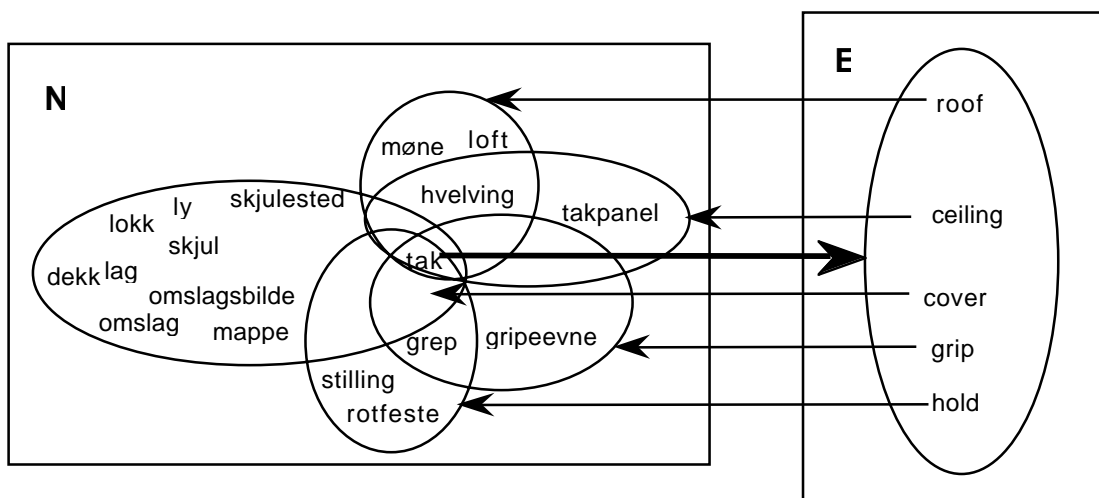 N
møne
loft
hvelving
takpanel
skjulested
ly
lokk
skjul
dekk
lag
omslagsbilde
omslag
mappe
tak
grep
gripeevne
stilling
rotfeste
E
roof
ceiling
cover
grip
hold